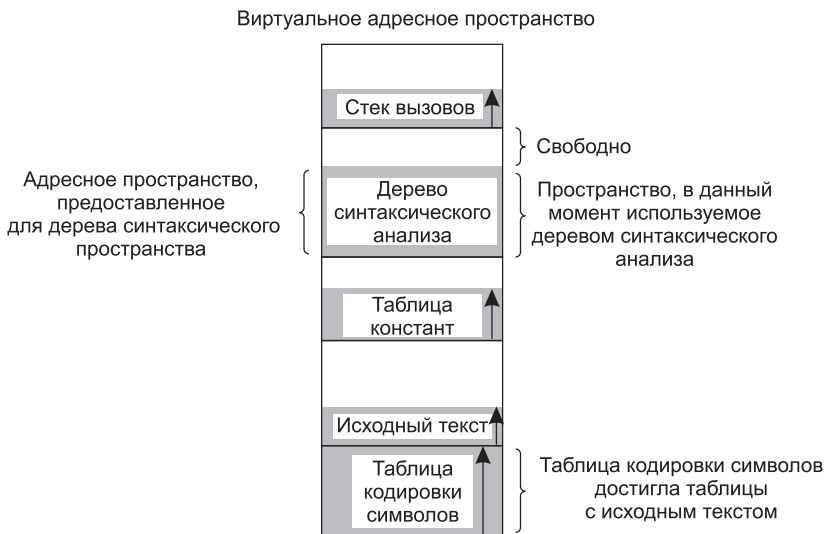 Виртуальное адресное пространство
Стек вызовов
Свободно
Адресное пространство,
предоставленное
для дерева синтаксического
пространства
Дерево
синтаксического
анализа
Пространство, в данный
момент используемое
деревом синтаксического
анализа
Таблица
констант
Исходный текст
Таблица
кодировки
символов
Таблица кодировки символов
достигла таблицы
с исходным текстом